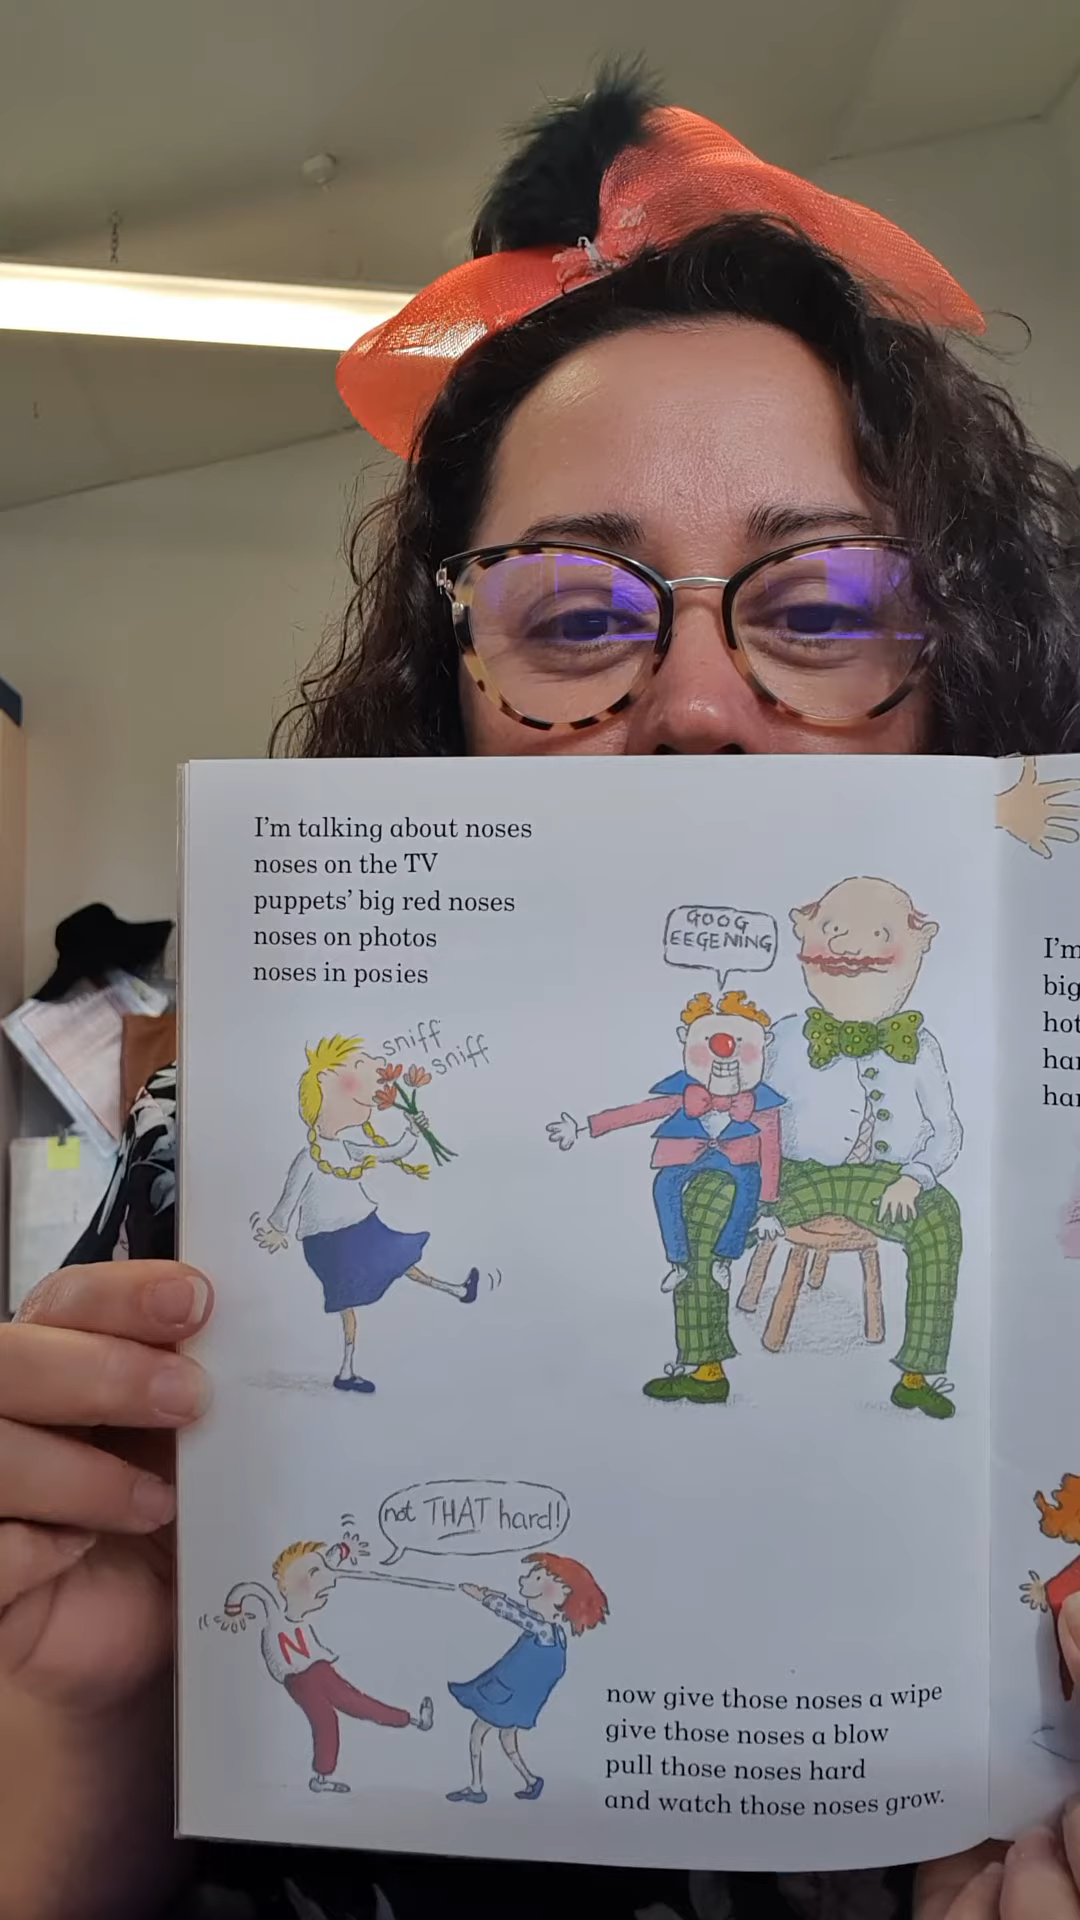 I'm talking about noses
noses on the TV
puppets' big red noses
noses on photos
noses in posies
sniff
sniff
GOOG
EEGENING
I'm
big
hot
not THAT hard!
N
now give those noses a wipe
give those noses a blow
pull those noses hard
and watch those noses grow.